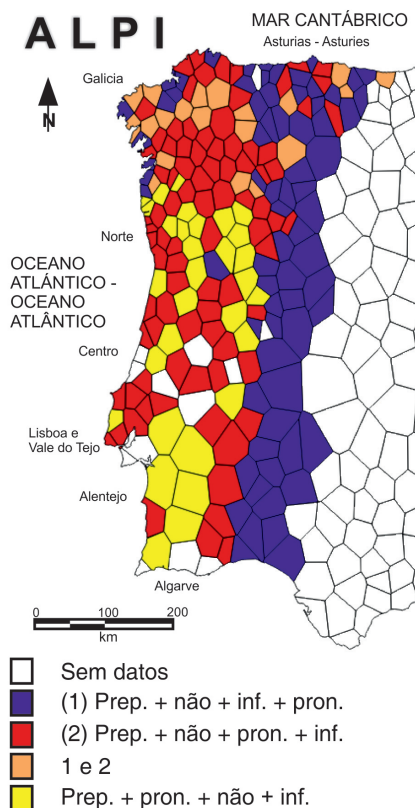 ALPI
MAR CANTÁBRICO
Asturias - Asturies
Galicia
N
Norte
OCEANO
ATLÁNTICO -
OCEANO
ATLÂNTICO
Centro
Lisboa e
Vale do Tejo
Alentejo
Algarve
0 100 200
km
Sem datos
(1) Prep. + não + inf. + pron.
(2) Prep. + não + pron. + inf.
1 e 2
Prep. + pron. + não + inf.